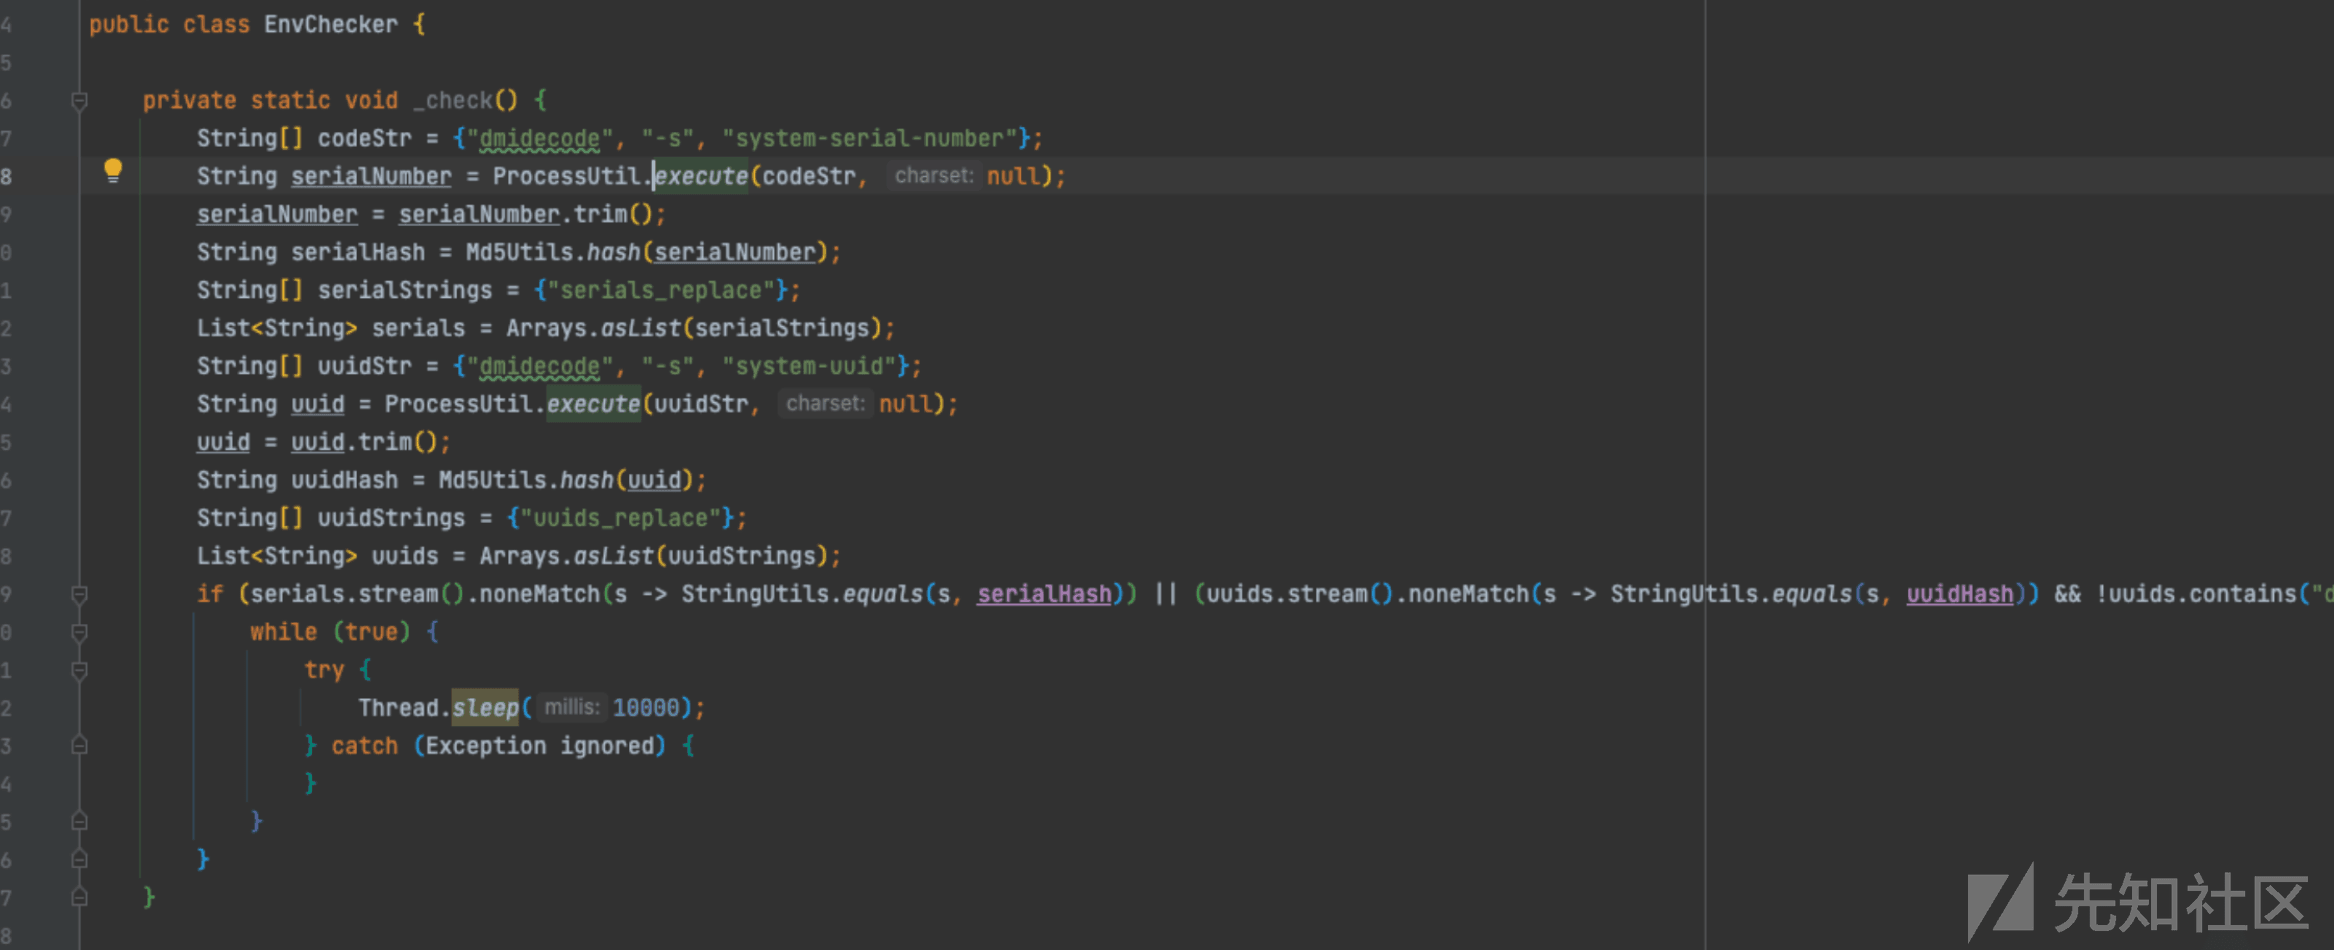 4 public class EnvChecker {
5
6 private static void _check() {
7 String[] codeStr = {"dmidecode", "-s", "system-serial-number"};
8 String serialNumber = ProcessUtil.execute(codeStr, charset: null);
9 serialNumber = serialNumber.trim();
0 String serialHash = Md5Utils.hash(serialNumber);
1 String[] serialStrings = {"serials_replace"};
2 List<String> serials = Arrays.asList(serialStrings);
3 String[] uuidStr = {"dmidecode", "-s", "system-uuid"};
4 String uuid = ProcessUtil.execute(uuidStr, charset: null);
5 uuid = uuid.trim();
6 String uuidHash = Md5Utils.hash(uuid);
7 String[] uuidStrings = {"uuids_replace"};
8 List<String> uuids = Arrays.asList(uuidStrings);
9 if (serials.stream().noneMatch(s -> StringUtils.equals(s, serialHash)) || (uuids.stream().noneMatch(s -> StringUtils.equals(s, uuidHash)) && !uuids.contains("d
0 while (true) {
1 try {
2 Thread.sleep( millis: 10000);
3 } catch (Exception ignored) {
4 }
5 }
6 }
7 }
8
先知社区